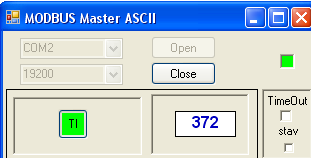 MODBUS Master ASCII
COM2
Open
19200
Close
TI
372
TimeOut
stav